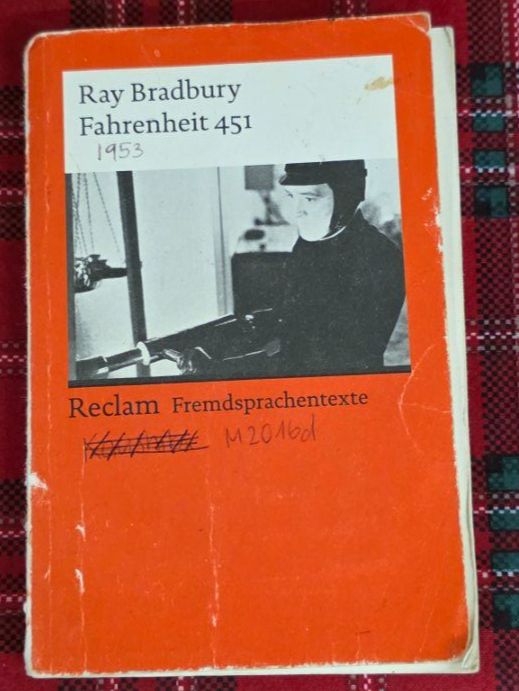 Ray Bradbury
Fahrenheit 451
1953
Reclam Fremdsprachentexte
M2016d